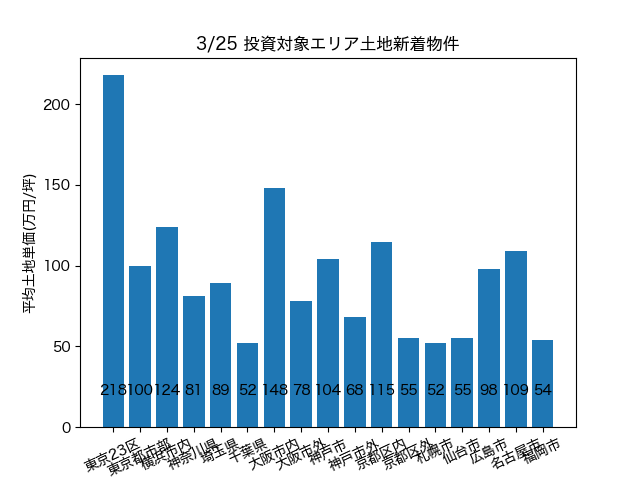 3/25 投資対象エリア土地新着物件
平均土地単価(万円/坪)
200
150
100
50
0
218 100 124 81 89 52 148 78 104 68 115 55 52 55 98 109 54
東京23区
東京都市部
横浜市内
神奈川県
埼玉県
千葉県
大阪市内
大阪市外
神戸市
神戸市外
京都区内
京都区外
札幌市
仙台市
広島市
名古屋市
福岡市